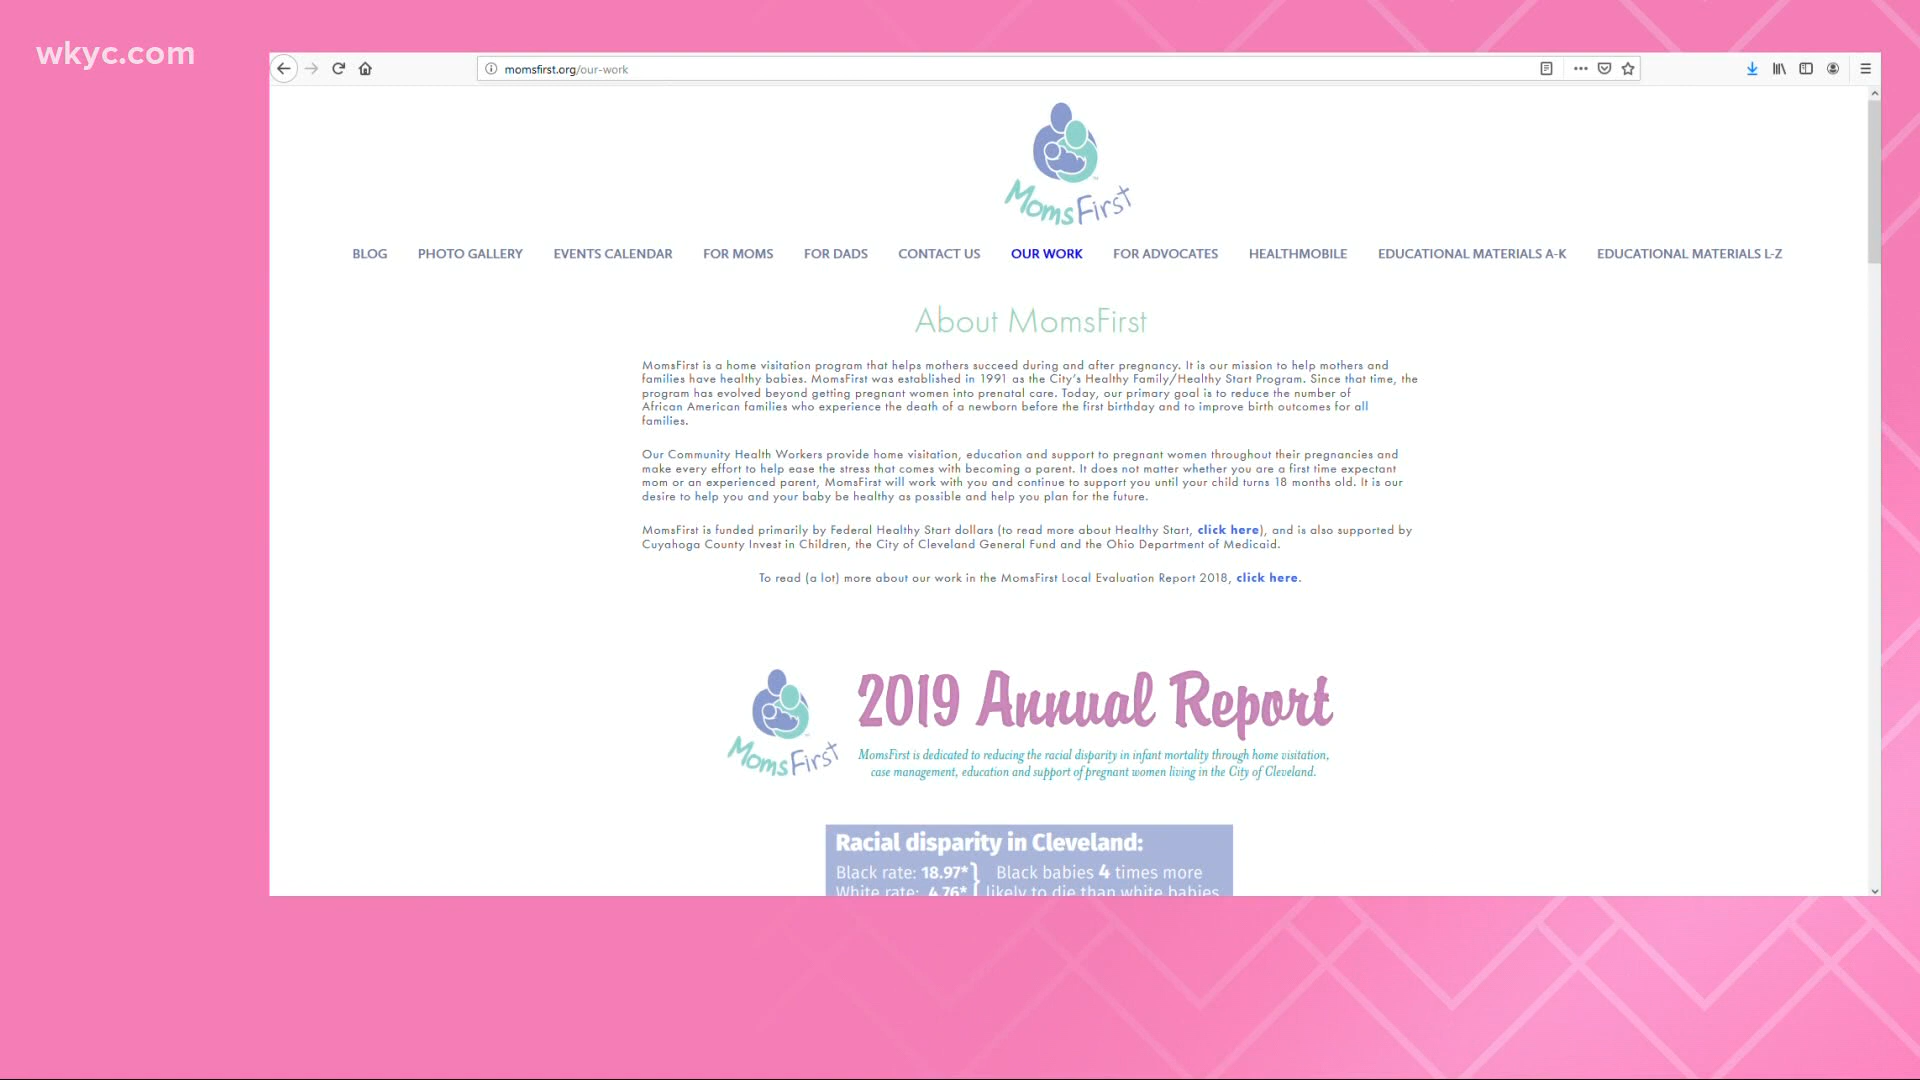 wkyc.com
momsfirst.org/our-work
MomsFirst
BLOG PHOTO GALLERY EVENTS CALENDAR FOR MOMS FOR DADS CONTACT US OUR WORK FOR ADVOCATES HEALTHMOBILE EDUCATIONAL MATERIALS A-K EDUCATIONAL MATERIALS L-Z
About MomsFirst
MomsFirst is a home visitation program that helps mothers succeed during and after pregnancy. It is our mission to help mothers and
families have healthy babies. MomsFirst was established in 1991 as the City's Healthy Family/Healthy Start Program. Since that time, the
program has evolved beyond getting pregnant women into prenatal care. Today, our primary goal is to reduce the number of
African American families who experience the death of a newborn before the first birthday and to improve birth outcomes for all
families.
Our Community Health Workers provide home visitation, education and support to pregnant women throughout their pregnancies and
make every effort to help ease the stress that comes with becoming a parent. It does not matter whether you are a first time expectant
mom or an experienced parent, MomsFirst will work with you and continue to support you until your child turns 18 months old. It is our
desire to help you and your baby be healthy as possible and help you plan for the future.
MomsFirst is funded primarily by Federal Healthy Start dollars (to read more about Healthy Start, click here), and is also supported by
Cuyahoga County Invest in Children, the City of Cleveland General Fund and the Ohio Department of Medicaid.
To read (a lot) more about our work in the MomsFirst Local Evaluation Report 2018, click here.
MomsFirst
2019 Annual Report
MomsFirst is dedicated to reducing the racial disparity in infant mortality through home visitation,
case management, education and support of pregnant women living in the City of Cleveland.
Racial disparity in Cleveland:
Black rate: 18.97* } Black babies 4 times more
White rate: 4.76* likely to die than white babies